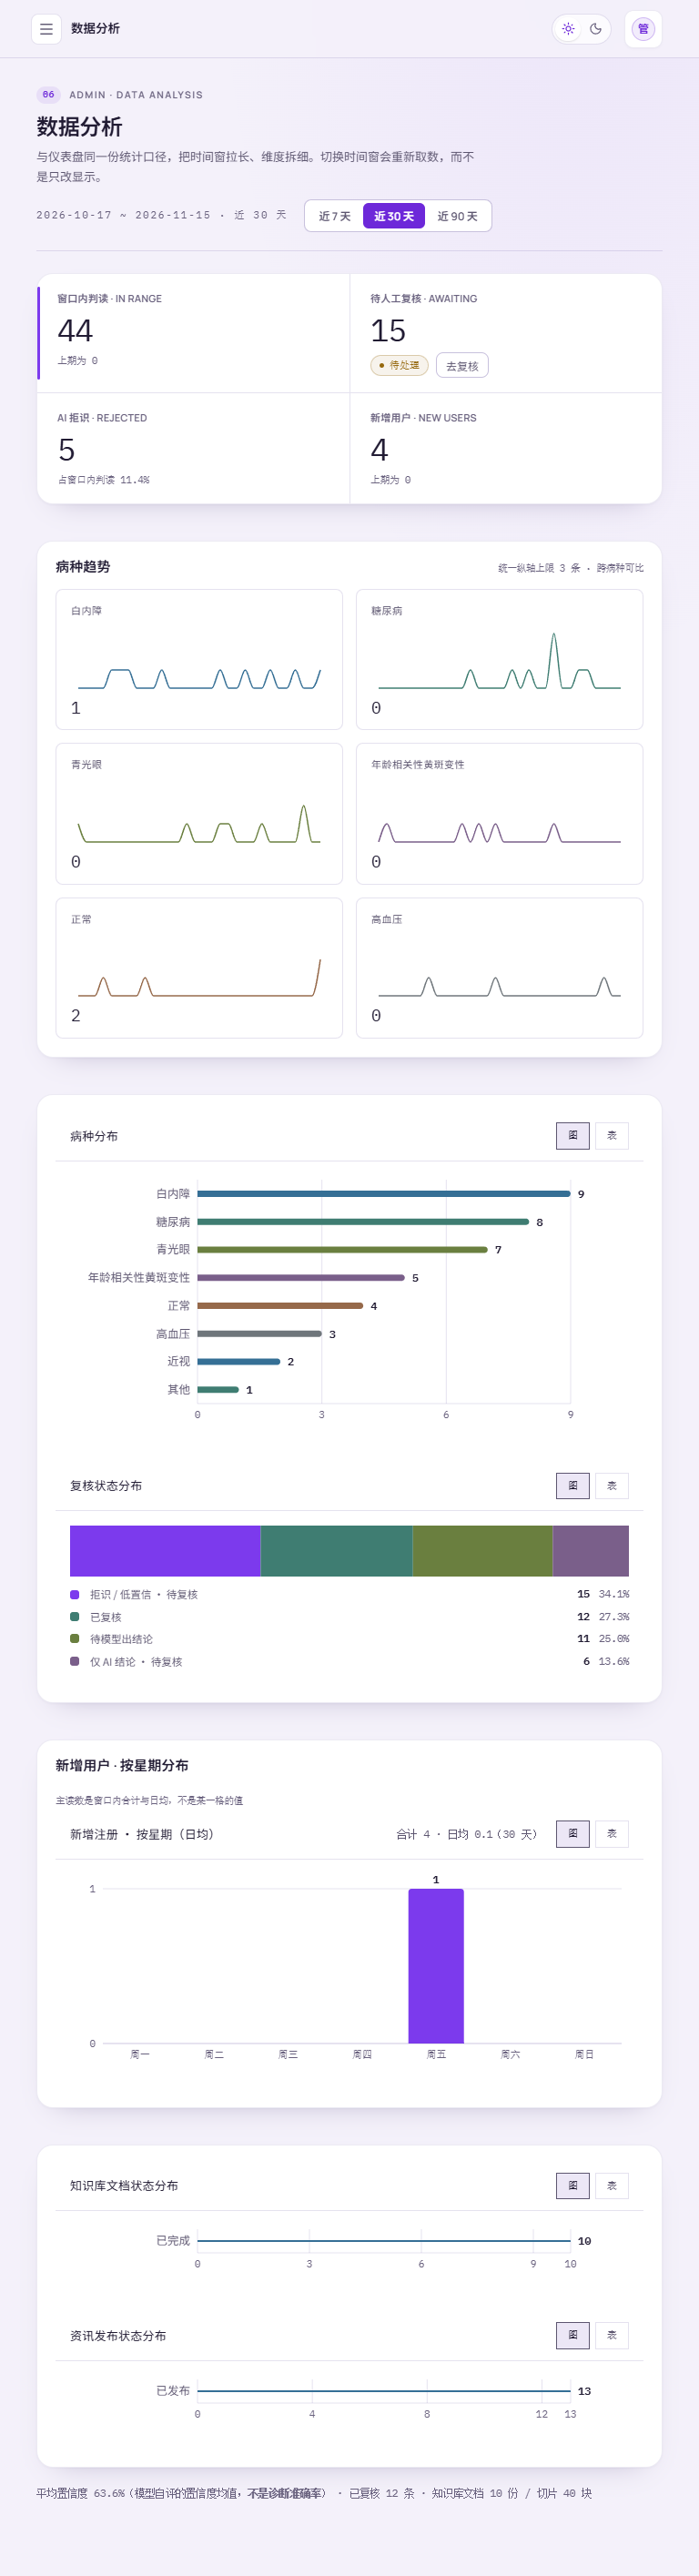 数据分析
管
06 ADMIN · DATA ANALYSIS
数据分析
与仪表盘同一份统计口径，把时间窗拉长、维度拆细。切换时间窗会重新取数，而不
是只改显示。
2026-10-17 ~ 2026-11-15 · 近 30 天
近 7 天 近 30 天 近 90 天
窗口内判读 · IN RANGE
44
上期为 0
待人工复核 · AWAITING
15
待处理 去复核
AI 拒识 · REJECTED
5
占窗口内判读 11.4%
新增用户 · NEW USERS
4
上期为 0
病种趋势
统一纵轴上限 3 条 · 跨病种可比
白内障
1
糖尿病
0
青光眼
0
年龄相关性黄斑变性
0
正常
2
高血压
0
病种分布
图 表
白内障 9
糖尿病 8
青光眼 7
年龄相关性黄斑变性 5
正常 4
高血压 3
近视 2
其他 1
0 3 6 9
复核状态分布
图 表
拒识 / 低置信 · 待复核 15 34.1%
已复核 12 27.3%
待模型出结论 11 25.0%
仅 AI 结论 · 待复核 6 13.6%
新增用户 · 按星期分布
主读数是窗口内合计与日均，不是某一格的值
新增注册 · 按星期（日均）
合计 4 · 日均 0.1（30 天）
图 表
1
1
0
周一 周二 周三 周四 周五 周六 周日
知识库文档状态分布
图 表
已完成 10
0 3 6 9 10
资讯发布状态分布
图 表
已发布 13
0 4 8 12 13
平均置信度 63.6%（模型自评的置信度均值，不是诊断准确率） · 已复核 12 条 · 知识库文档 10 份 / 切片 40 块